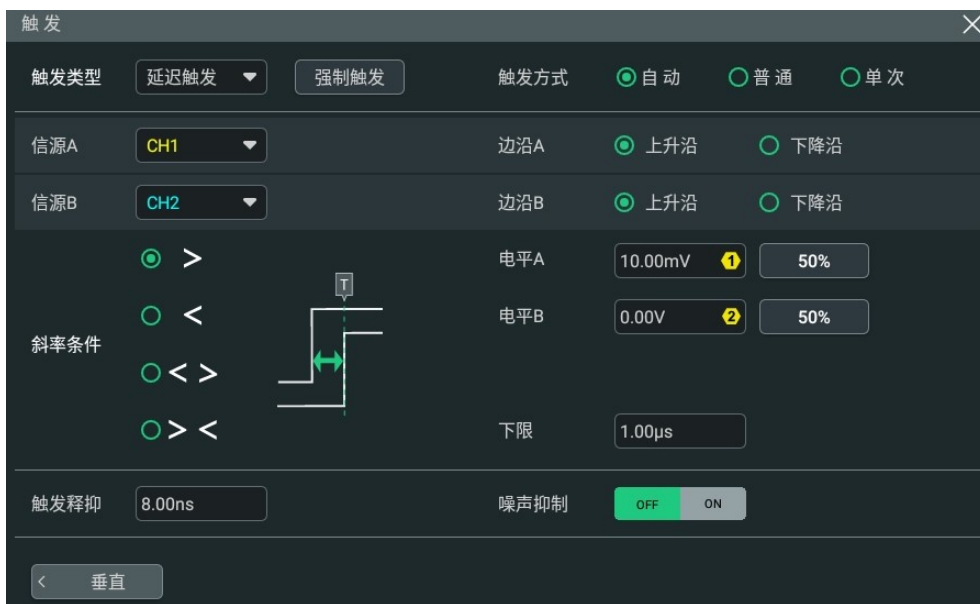 触发
触发类型 延迟触发 强制触发 触发方式 自动 普通 单次
信源A CH1 边沿A 上升沿 下降沿
信源B CH2 边沿B 上升沿 下降沿
> 电平A 10.00mV 1 50%
T
< 电平B 0.00V 2 50%
斜率条件
< >
> < 下限 1.00μs
触发释抑 8.00ns 噪声抑制 OFF ON
< 垂直